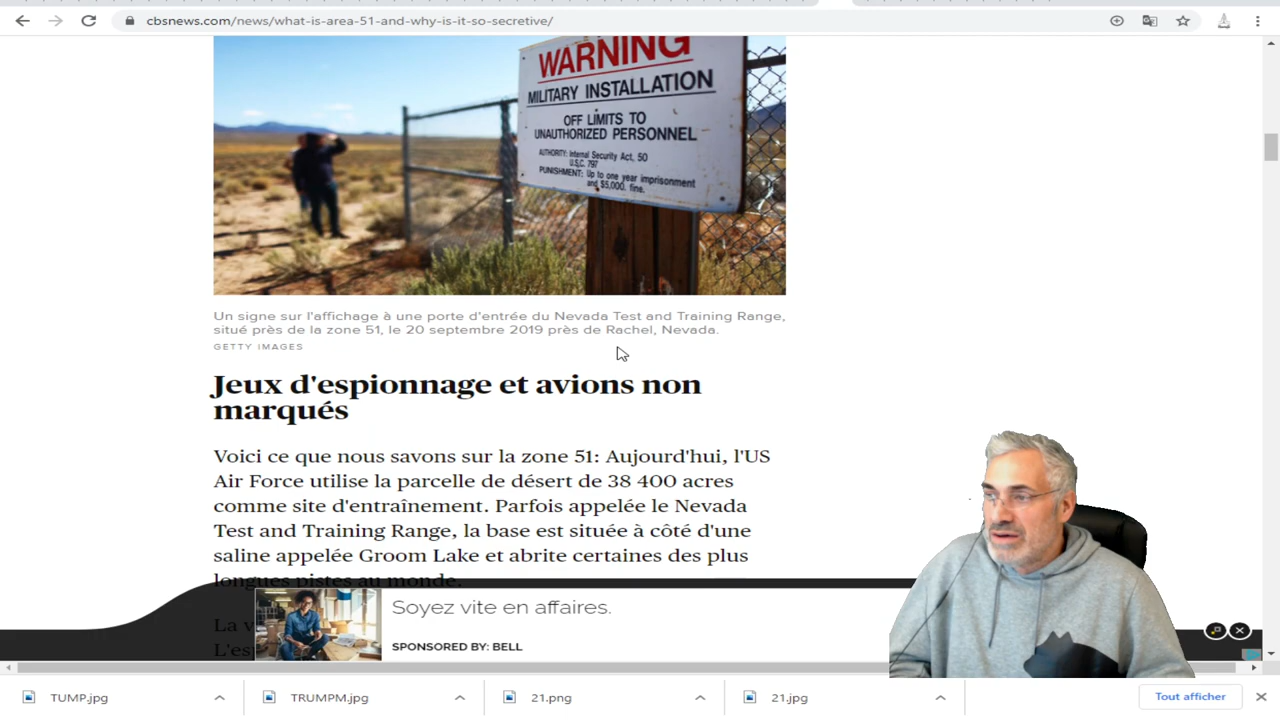 cbsnews.com/news/what-is-area-51-and-why-is-it-so-secretive/
WARNING
MILITARY INSTALLATION
OFF LIMITS TO
UNAUTHORIZED PERSONNEL
AUTHORITY: Internal Security Act, 50
U.S.C. 797
PUNISHMENT: Up to one year imprisonment
and $5,000. fine.
Un signe sur l'affichage à une porte d'entrée du Nevada Test and Training Range,
situé près de la zone 51, le 20 septembre 2019 près de Rachel, Nevada.
GETTY IMAGES
Jeux d'espionnage et avions non
marqués
Voici ce que nous savons sur la zone 51: Aujourd'hui, l'US
Air Force utilise la parcelle de désert de 38 400 acres
comme site d'entraînement. Parfois appelée le Nevada
Test and Training Range, la base est située à côté d'une
saline appelée Groom Lake et abrite certaines des plus
longues pistes au monde.
La
Soyez vite en affaires.
SPONSORED BY: BELL
TUMP.jpg
TRUMPM.jpg
21.png
21.jpg
Tout afficher